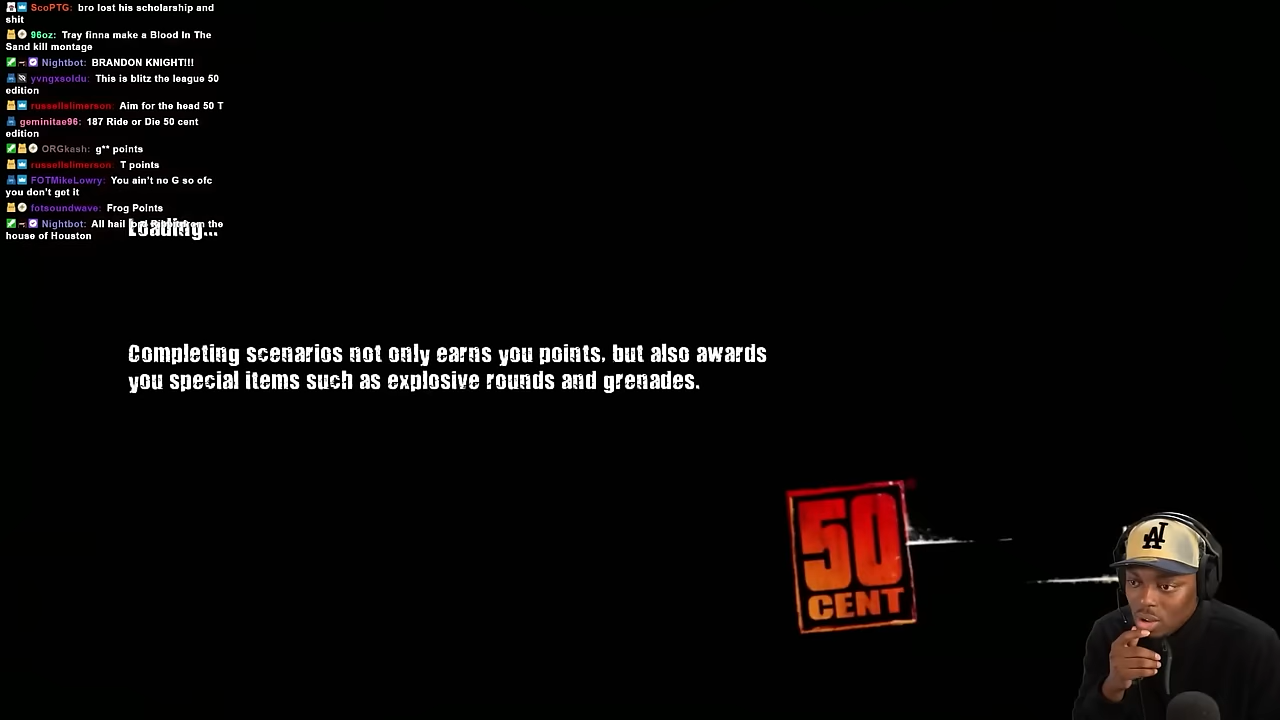 ScoPTG: bro lost his scholarship and
shit
96oz: Tray finna make a Blood In The
Sand kill montage
Nightbot: BRANDON KNIGHT!!!
yvngxsoldu: This is blitz the league 50
edition
russellslimerson: Aim for the head 50 T
geminitae96: 187 Ride or Die 50 cent
edition
ORGkash: g** points
russellslimerson: T points
FOTMikeLowry: You ain't no G so ofc
you don't get it
fotsoundwave: Frog Points
Nightbot: All hail the
house of Houston
Loading...
Completing scenarios not only earns you points, but also awards
you special items such as explosive rounds and grenades.
50
CENT